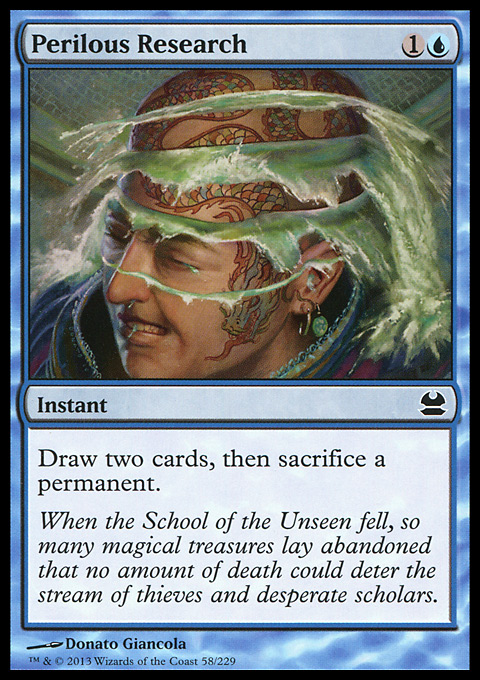 Perilous Research
1
Instant
Draw two cards, then sacrifice a
permanent.
When the School of the Unseen fell, so
many magical treasures lay abandoned
that no amount of death could deter the
stream of thieves and desperate scholars.
Donato Giancola
™ & © 2013 Wizards of the Coast 58/229